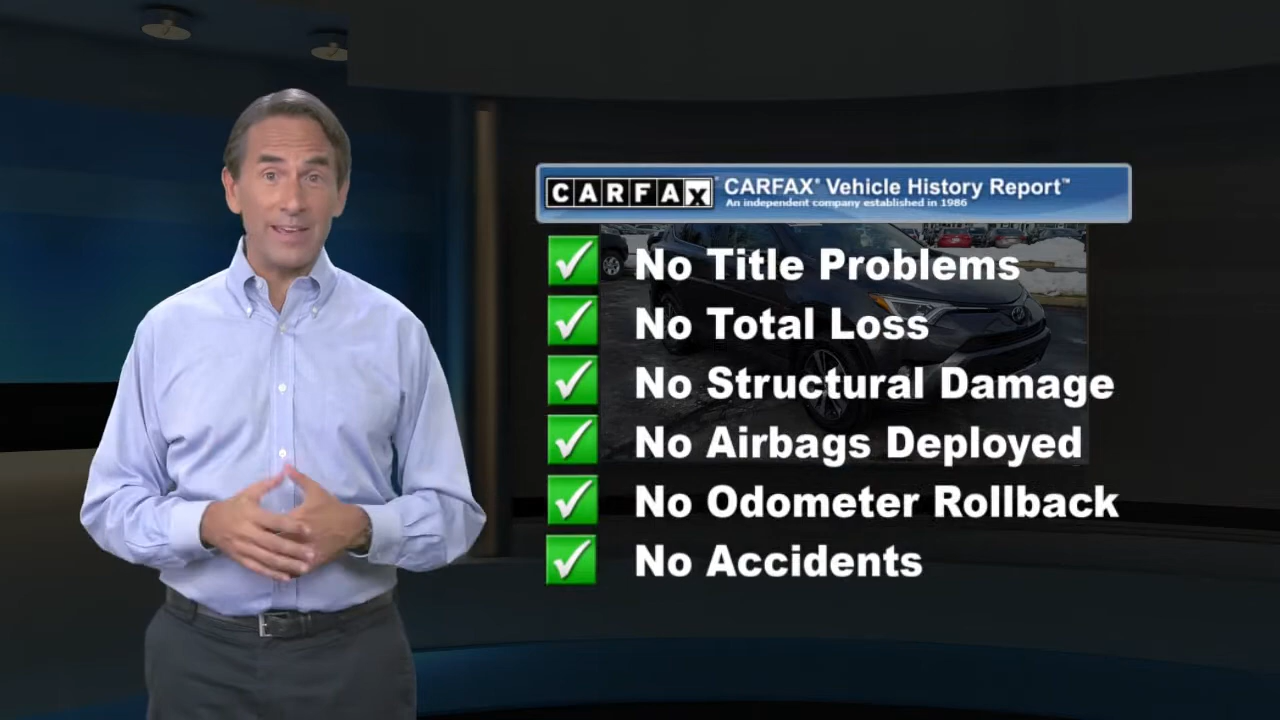 CARFAX
CARFAX® Vehicle History Report™
An independent company established in 1986
No Title Problems
No Total Loss
No Structural Damage
No Airbags Deployed
No Odometer Rollback
No Accidents